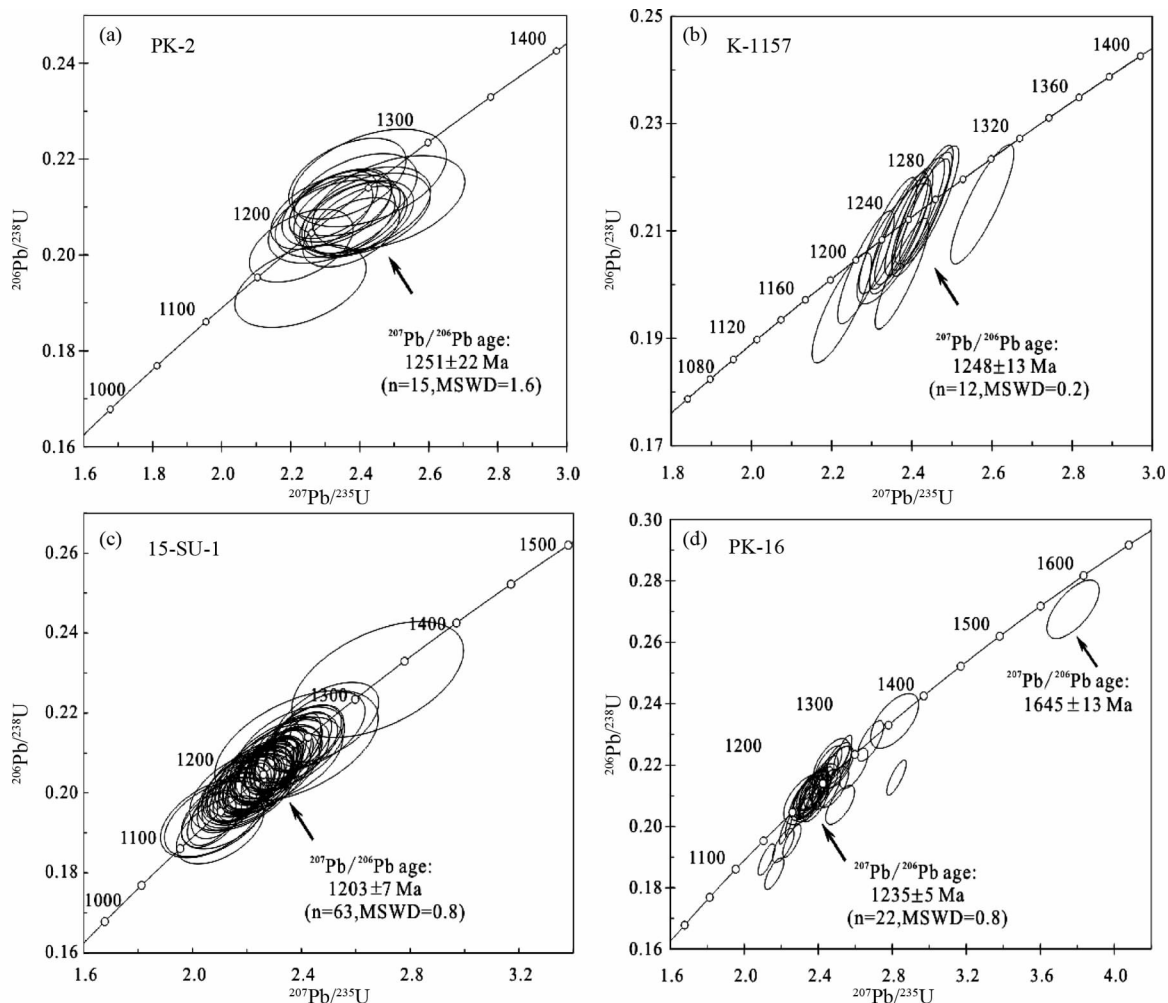 (a) PK-2
1400
1300
1200
1100
1000
0.24
0.22
0.20
0.18
0.16
²⁰⁶Pb/²³⁸U
²⁰⁷Pb/²⁰⁶Pb age:
1251±22 Ma
(n=15,MSWD=1.6)
1.6 1.8 2.0 2.2 2.4 2.6 2.8 3.0
²⁰⁷Pb/²³⁵U
(b) K-1157
1400
1360
1320
1280
1240
1200
1160
1120
1080
0.25
0.23
0.21
0.19
0.17
²⁰⁶Pb/²³⁸U
²⁰⁷Pb/²⁰⁶Pb age:
1248±13 Ma
(n=12,MSWD=0.2)
1.8 2.0 2.2 2.4 2.6 2.8 3.0
²⁰⁷Pb/²³⁵U
(c) 15-SU-1
1500
1400
1300
1200
1100
1000
0.26
0.24
0.22
0.20
0.18
0.16
²⁰⁶Pb/²³⁸U
²⁰⁷Pb/²⁰⁶Pb age:
1203±7 Ma
(n=63,MSWD=0.8)
1.6 2.0 2.4 2.8 3.2
²⁰⁷Pb/²³⁵U
(d) PK-16
1600
1500
1400
1300
1200
1100
0.30
0.28
0.26
0.24
0.22
0.20
0.18
0.16
²⁰⁶Pb/²³⁸U
²⁰⁷Pb/²⁰⁶Pb age:
1645±13 Ma
²⁰⁷Pb/²⁰⁶Pb age:
1235±5 Ma
(n=22,MSWD=0.8)
1.6 2.0 2.4 2.8 3.2 3.6 4.0
²⁰⁷Pb/²³⁵U